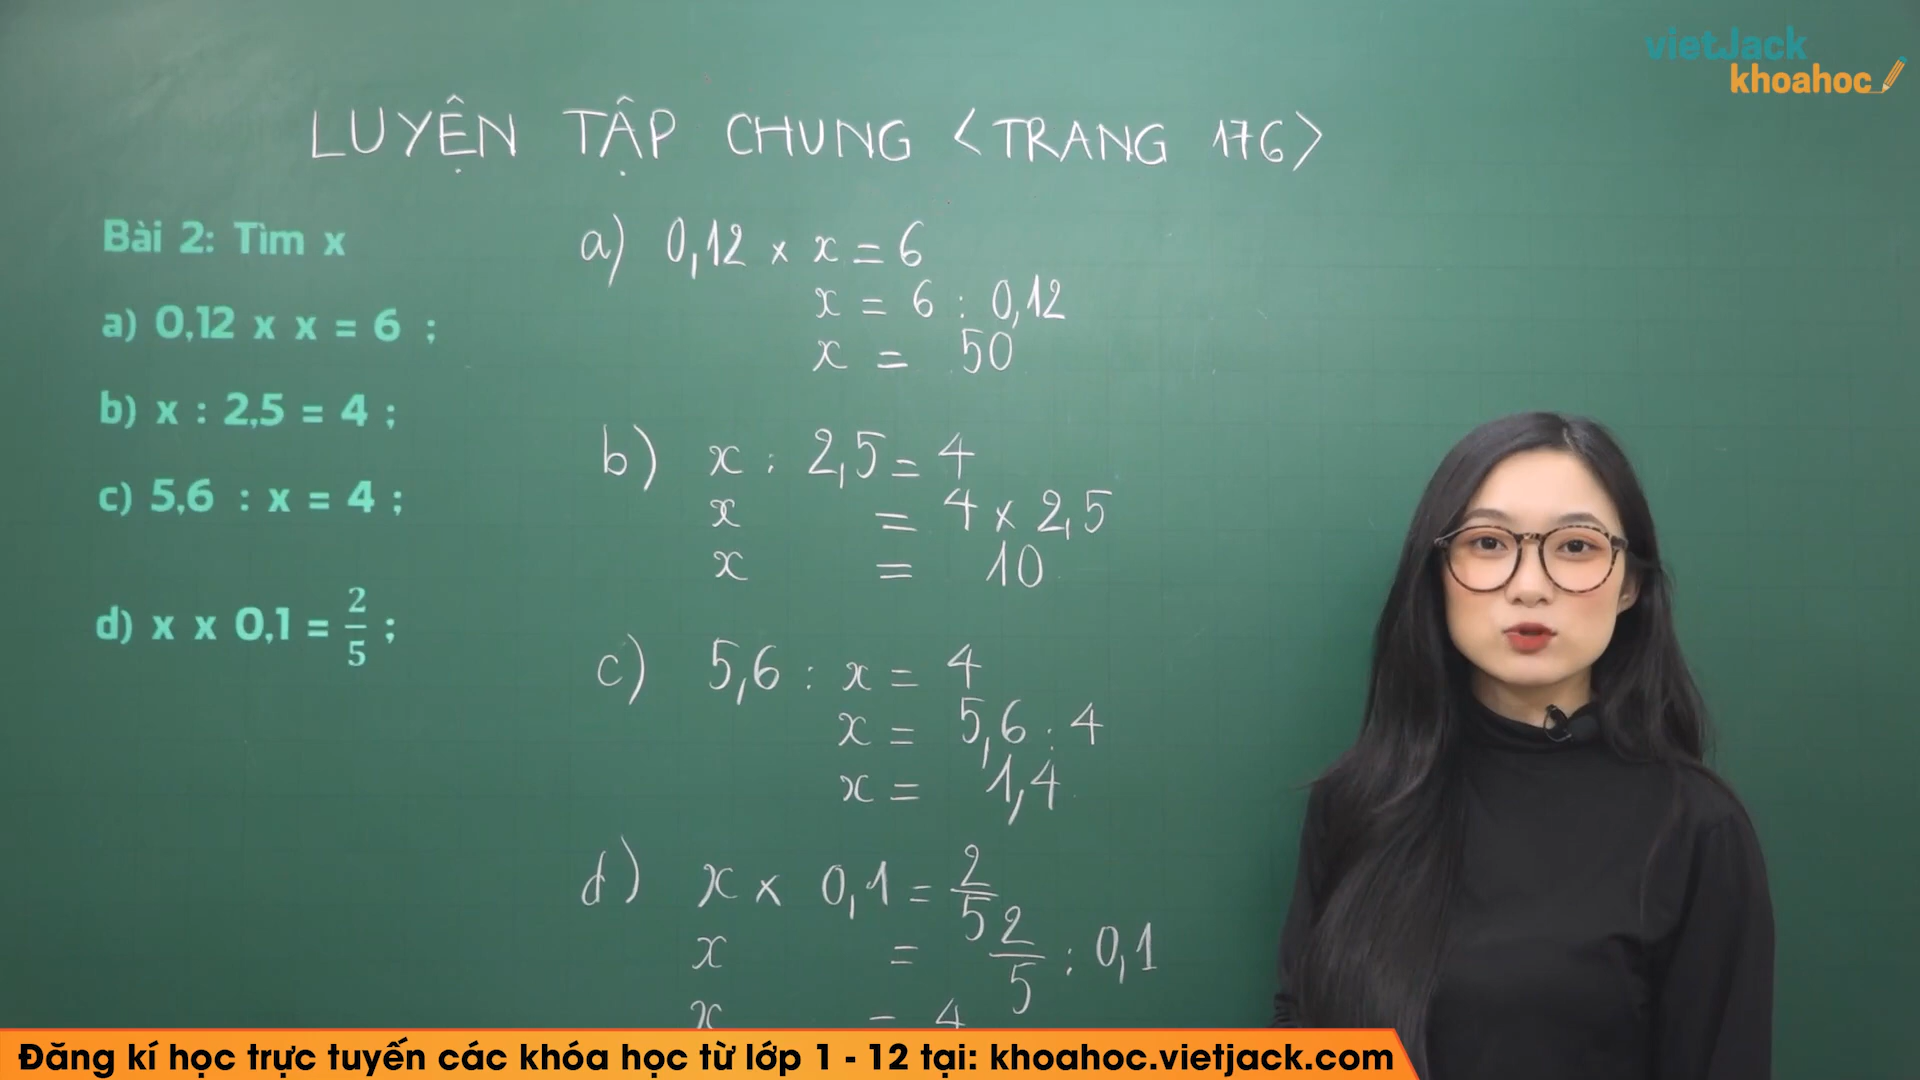 vietJack
khoahoc
LUYỆN TẬP CHUNG <TRANG 176>
Bài 2: Tìm x
a) 0,12 x x = 6 ;
b) x : 2,5 = 4 ;
c) 5,6 : x = 4 ;
d) x x 0,1 = 2/5 ;
a) 0,12 × x = 6
x = 6 : 0,12
x = 50
b) x : 2,5 = 4
x = 4 × 2,5
x = 10
c) 5,6 : x = 4
x = 5,6 : 4
x = 1,4
d) x × 0,1 = 2/5
x = 2/5 : 0,1
x = 4
Đăng kí học trực tuyến các khóa học từ lớp 1 - 12 tại: khoahoc.vietjack.com